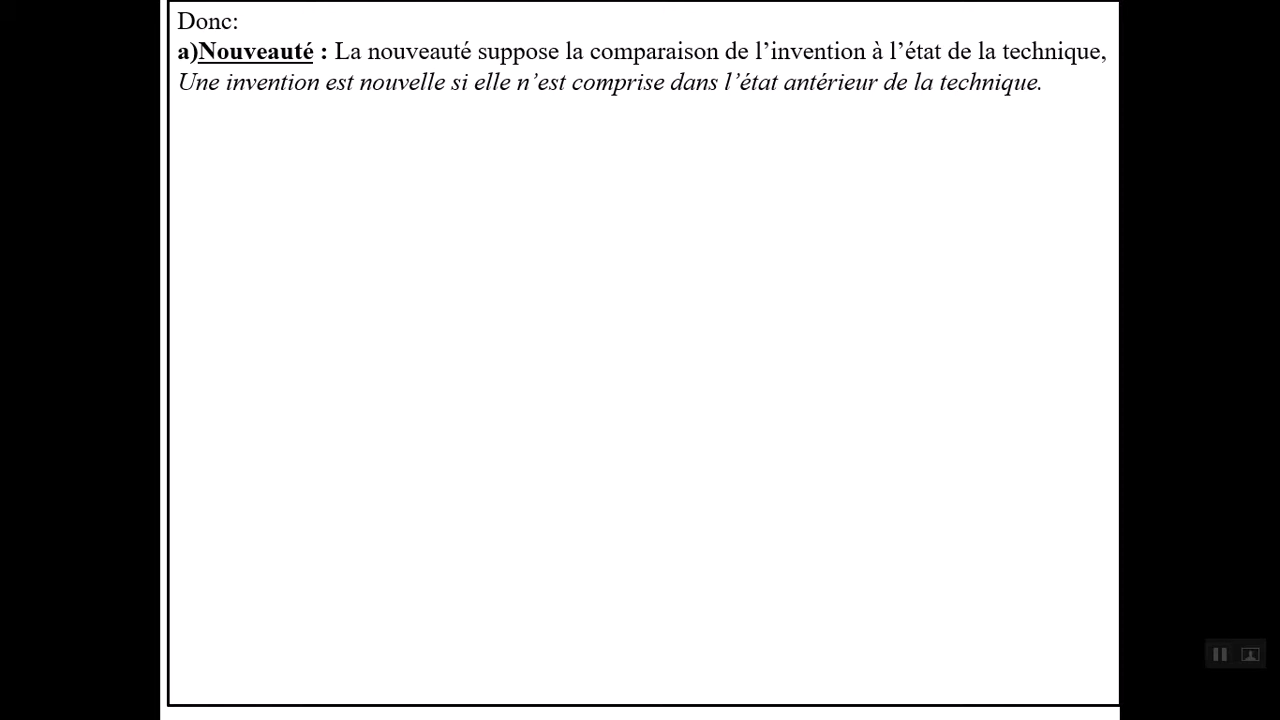 Donc:
a)Nouveauté : La nouveauté suppose la comparaison de l’invention à l’état de la technique,
Une invention est nouvelle si elle n’est comprise dans l’état antérieur de la technique.